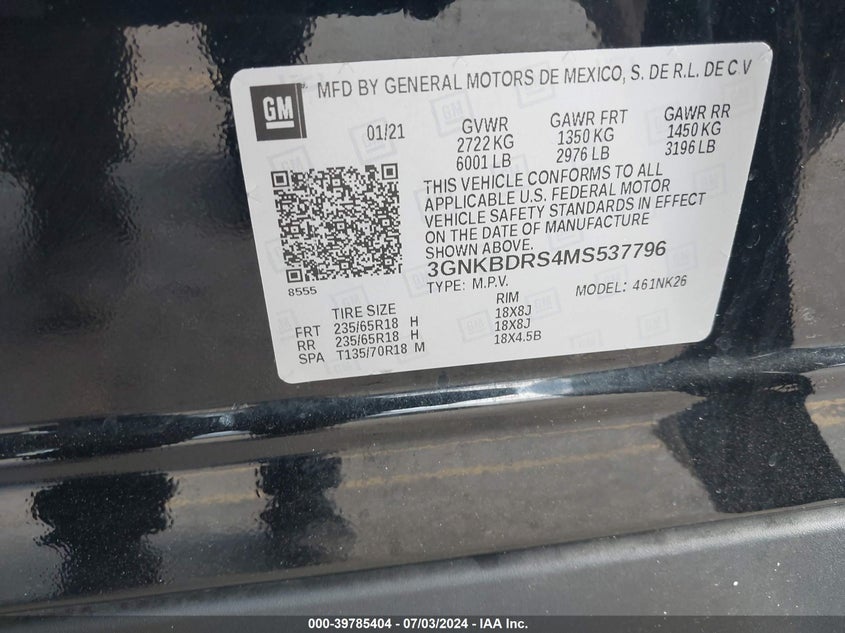 GM
MFD BY GENERAL MOTORS DE MEXICO, S. DE R.L. DE C.V
01/21
GVWR GAWR FRT GAWR RR
2722 KG 1350 KG 1450 KG
6001 LB 2976 LB 3196 LB
THIS VEHICLE CONFORMS TO ALL
APPLICABLE U.S. FEDERAL MOTOR
VEHICLE SAFETY STANDARDS IN EFFECT
ON THE DATE OF MANUFACTURE
SHOWN ABOVE.
3GNKBDRS4MS537796
8555
TYPE: M.P.V. MODEL: 461NK26
TIRE SIZE RIM
FRT 235/65R18 H 18X8J
RR 235/65R18 H 18X8J
SPA T135/70R18 M 18X4.5B
000-39785404 / 07/03/2024 - IAA Inc.